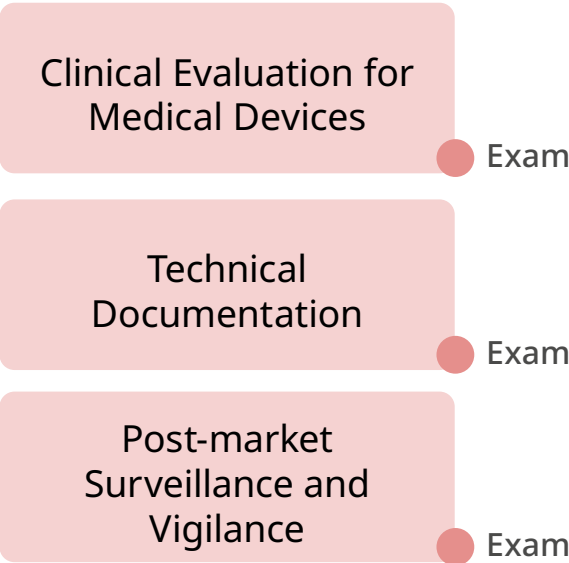 Clinical Evaluation for
Medical Devices
Exam
Technical
Documentation
Exam
Post-market
Surveillance and
Vigilance
Exam